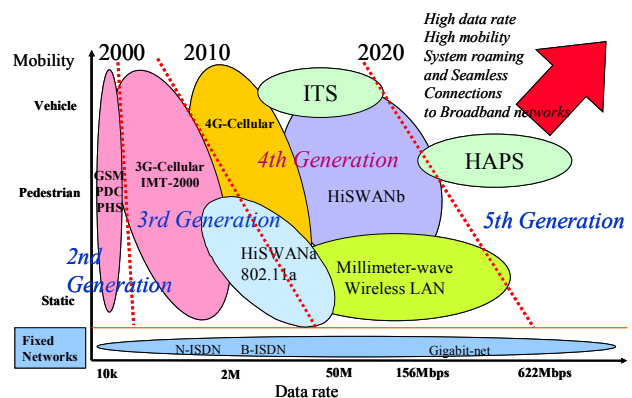 High data rate
High mobility
System roaming
and Seamless
Connections
to Broadband networks
Mobility
2000
2010
2020
Vehicle
ITS
4G-Cellular
4th Generation
HAPS
GSM
PDC
PHS
3G-Cellular
IMT-2000
Pedestrian
HiSWANb
3rd Generation
5th Generation
2nd
Generation
HiSWANa
802.11a
Millimeter-wave
Wireless LAN
Static
Fixed
Networks
N-ISDN
B-ISDN
Gigabit-net
10k
2M
50M
156Mbps
622Mbps
Data rate